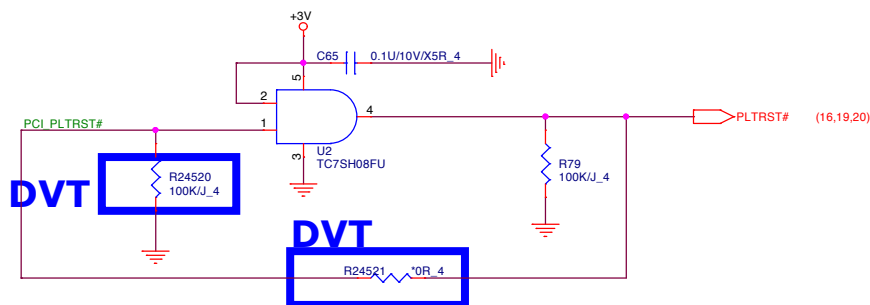 +3V
C65
0.1U/10V/X5R_4
5
2
4
PCI_PLTRST#
1
PLTRST#
(16,19,20)
3
U2
TC7SH08FU
R79
100K/J_4
R24520
100K/J_4
DVT
DVT
R24521
*0R_4